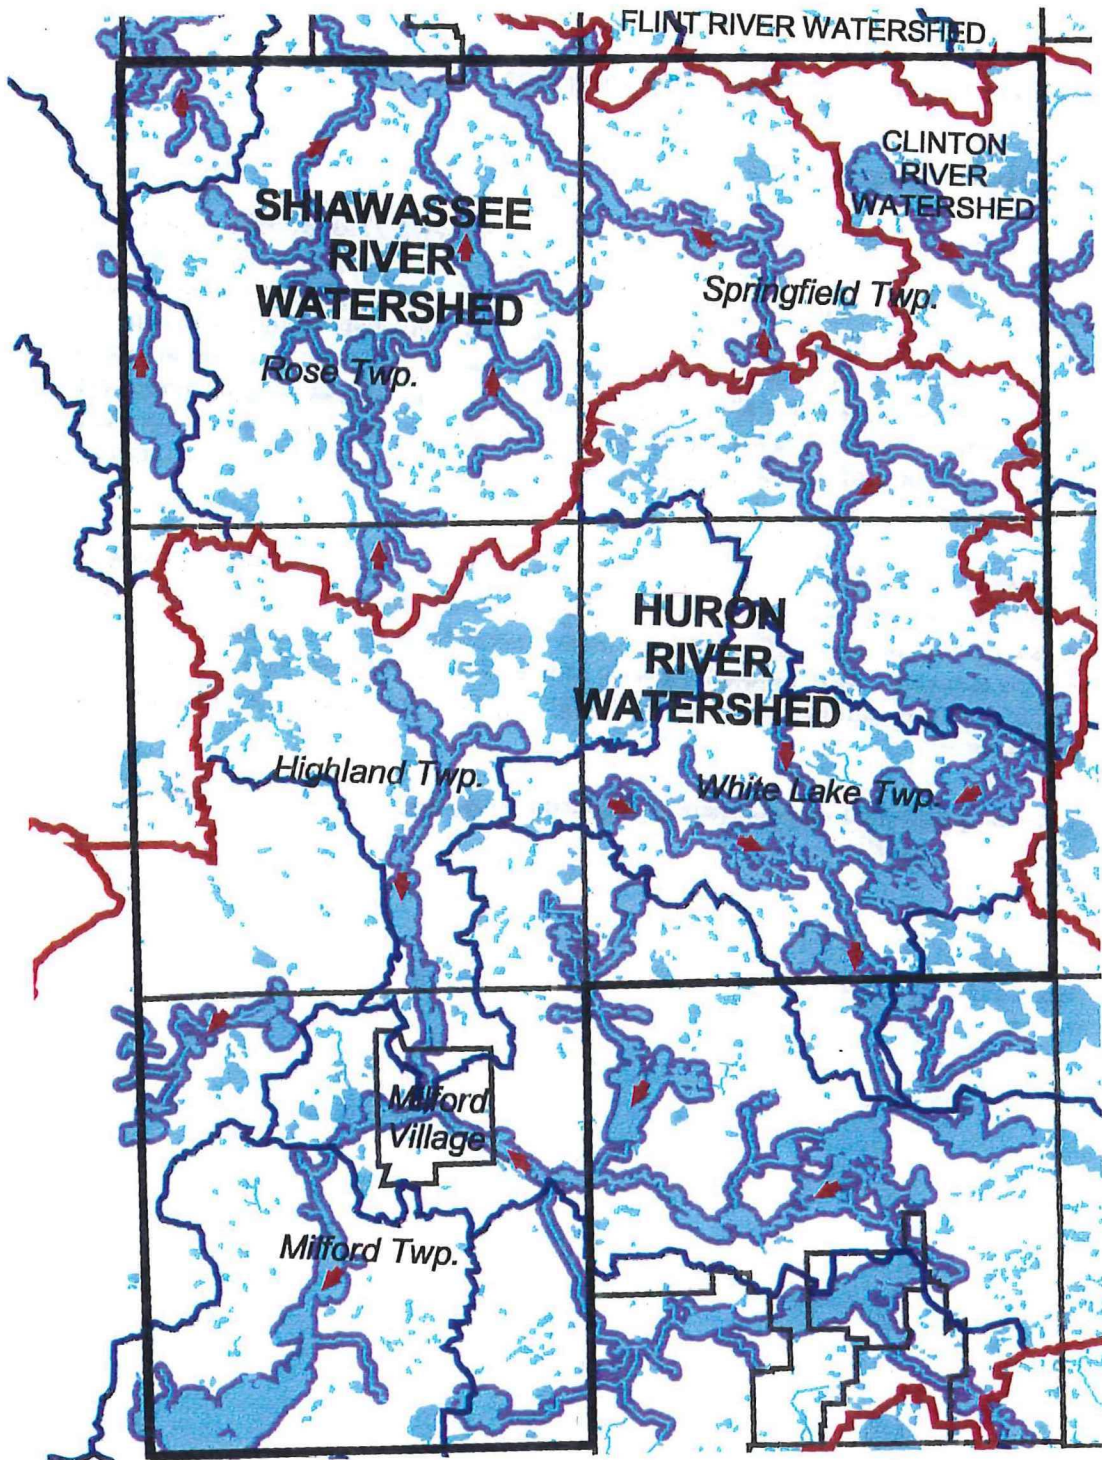 FLINT RIVER WATERSHED
CLINTON
RIVER
WATERSHED
SHIAWASSEE
RIVER
WATERSHED
Springfield Twp.
Rose Twp.
HURON
RIVER
WATERSHED
Highland Twp.
White Lake Twp.
Milford
Village
Milford Twp.